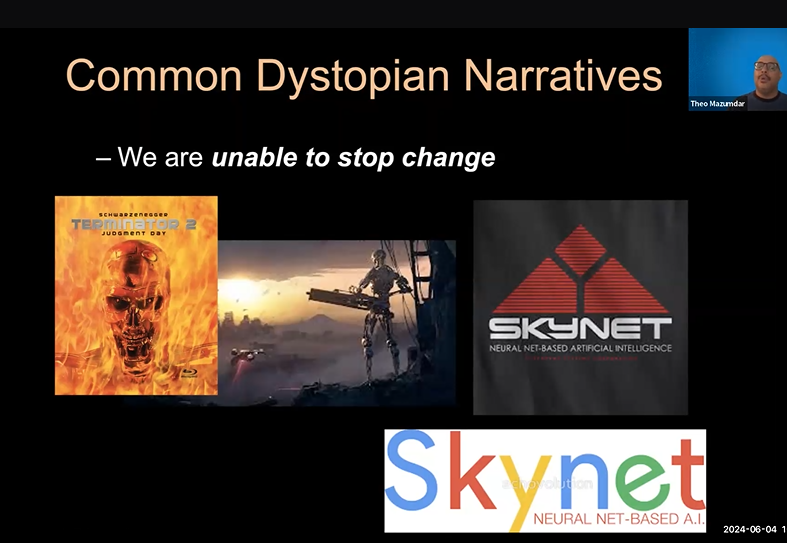 Common Dystopian Narratives
Theo Mazumdar
– We are unable to stop change
SCHWARZENEGGER
TERMINATOR 2
JUDGMENT DAY
SKYNET
NEURAL NET-BASED ARTIFICIAL INTELLIGENCE
Skynet
NEURAL NET-BASED A.I.
2024-06-04 1